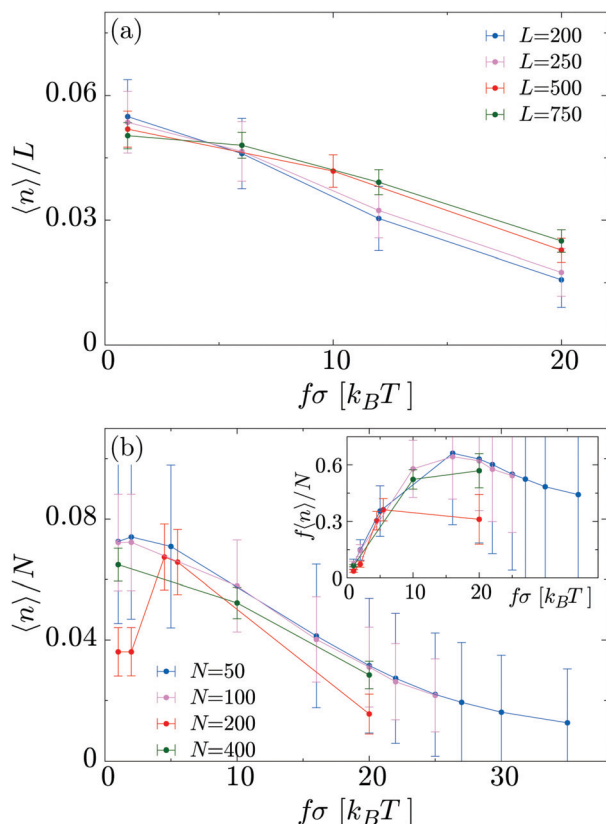 (a)
L=200
L=250
L=500
L=750
0.06
0.03
0
⟨n⟩/L
0 10 20
fσ [k_BT]
(b)
0.6
0.3
0
f⟨n⟩/N
0 10 20 30
fσ [k_BT]
0.08
0.04
0
⟨n⟩/N
N=50
N=100
N=200
N=400
0 10 20 30
fσ [k_BT]